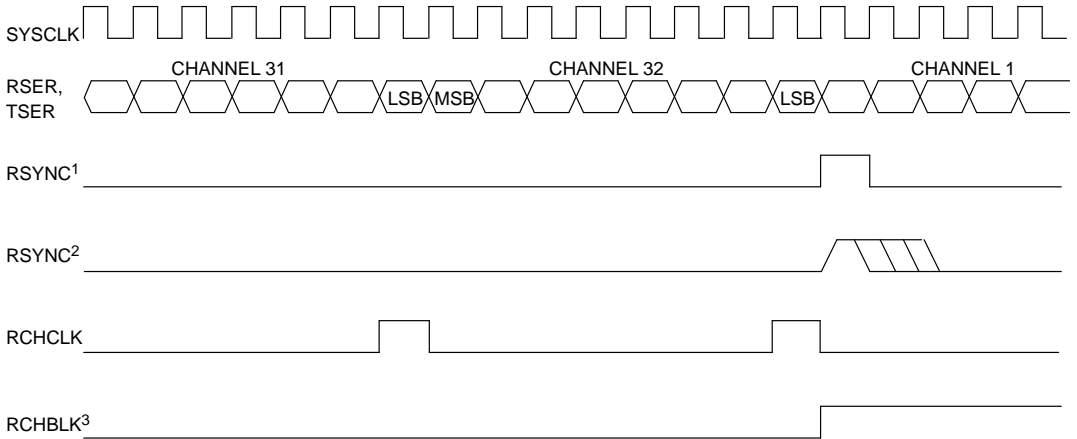 SYSCLK
CHANNEL 31 CHANNEL 32 CHANNEL 1
RSER,
TSER
LSB MSB LSB
RSYNC¹
RSYNC²
RCHCLK
RCHBLK³